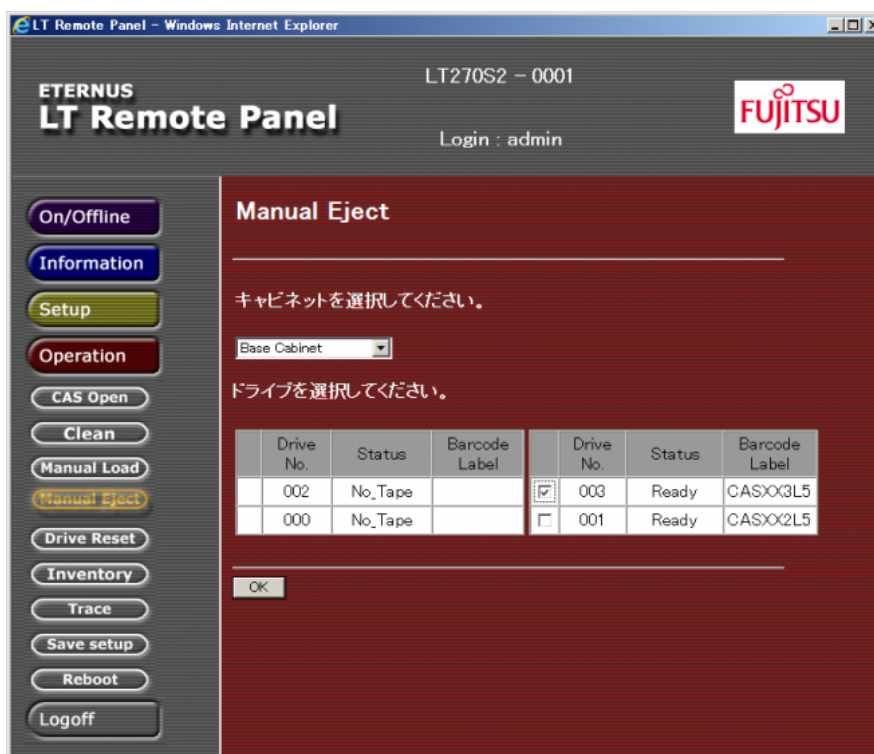 LT Remote Panel - Windows Internet Explorer
ETERNUS
LT Remote Panel
LT270S2 - 0001
Login : admin
FUJITSU
On/Offline
Information
Setup
Operation
CAS Open
Clean
Manual Load
Manual Eject
Drive Reset
Inventory
Trace
Save setup
Reboot
Logoff
Manual Eject
キャビネットを選択してください。
Base Cabinet
ドライブを選択してください。
Drive No. Status Barcode Label Drive No. Status Barcode Label
002 No_Tape 003 Ready CASXX3L5
000 No_Tape 001 Ready CASXX2L5
OK